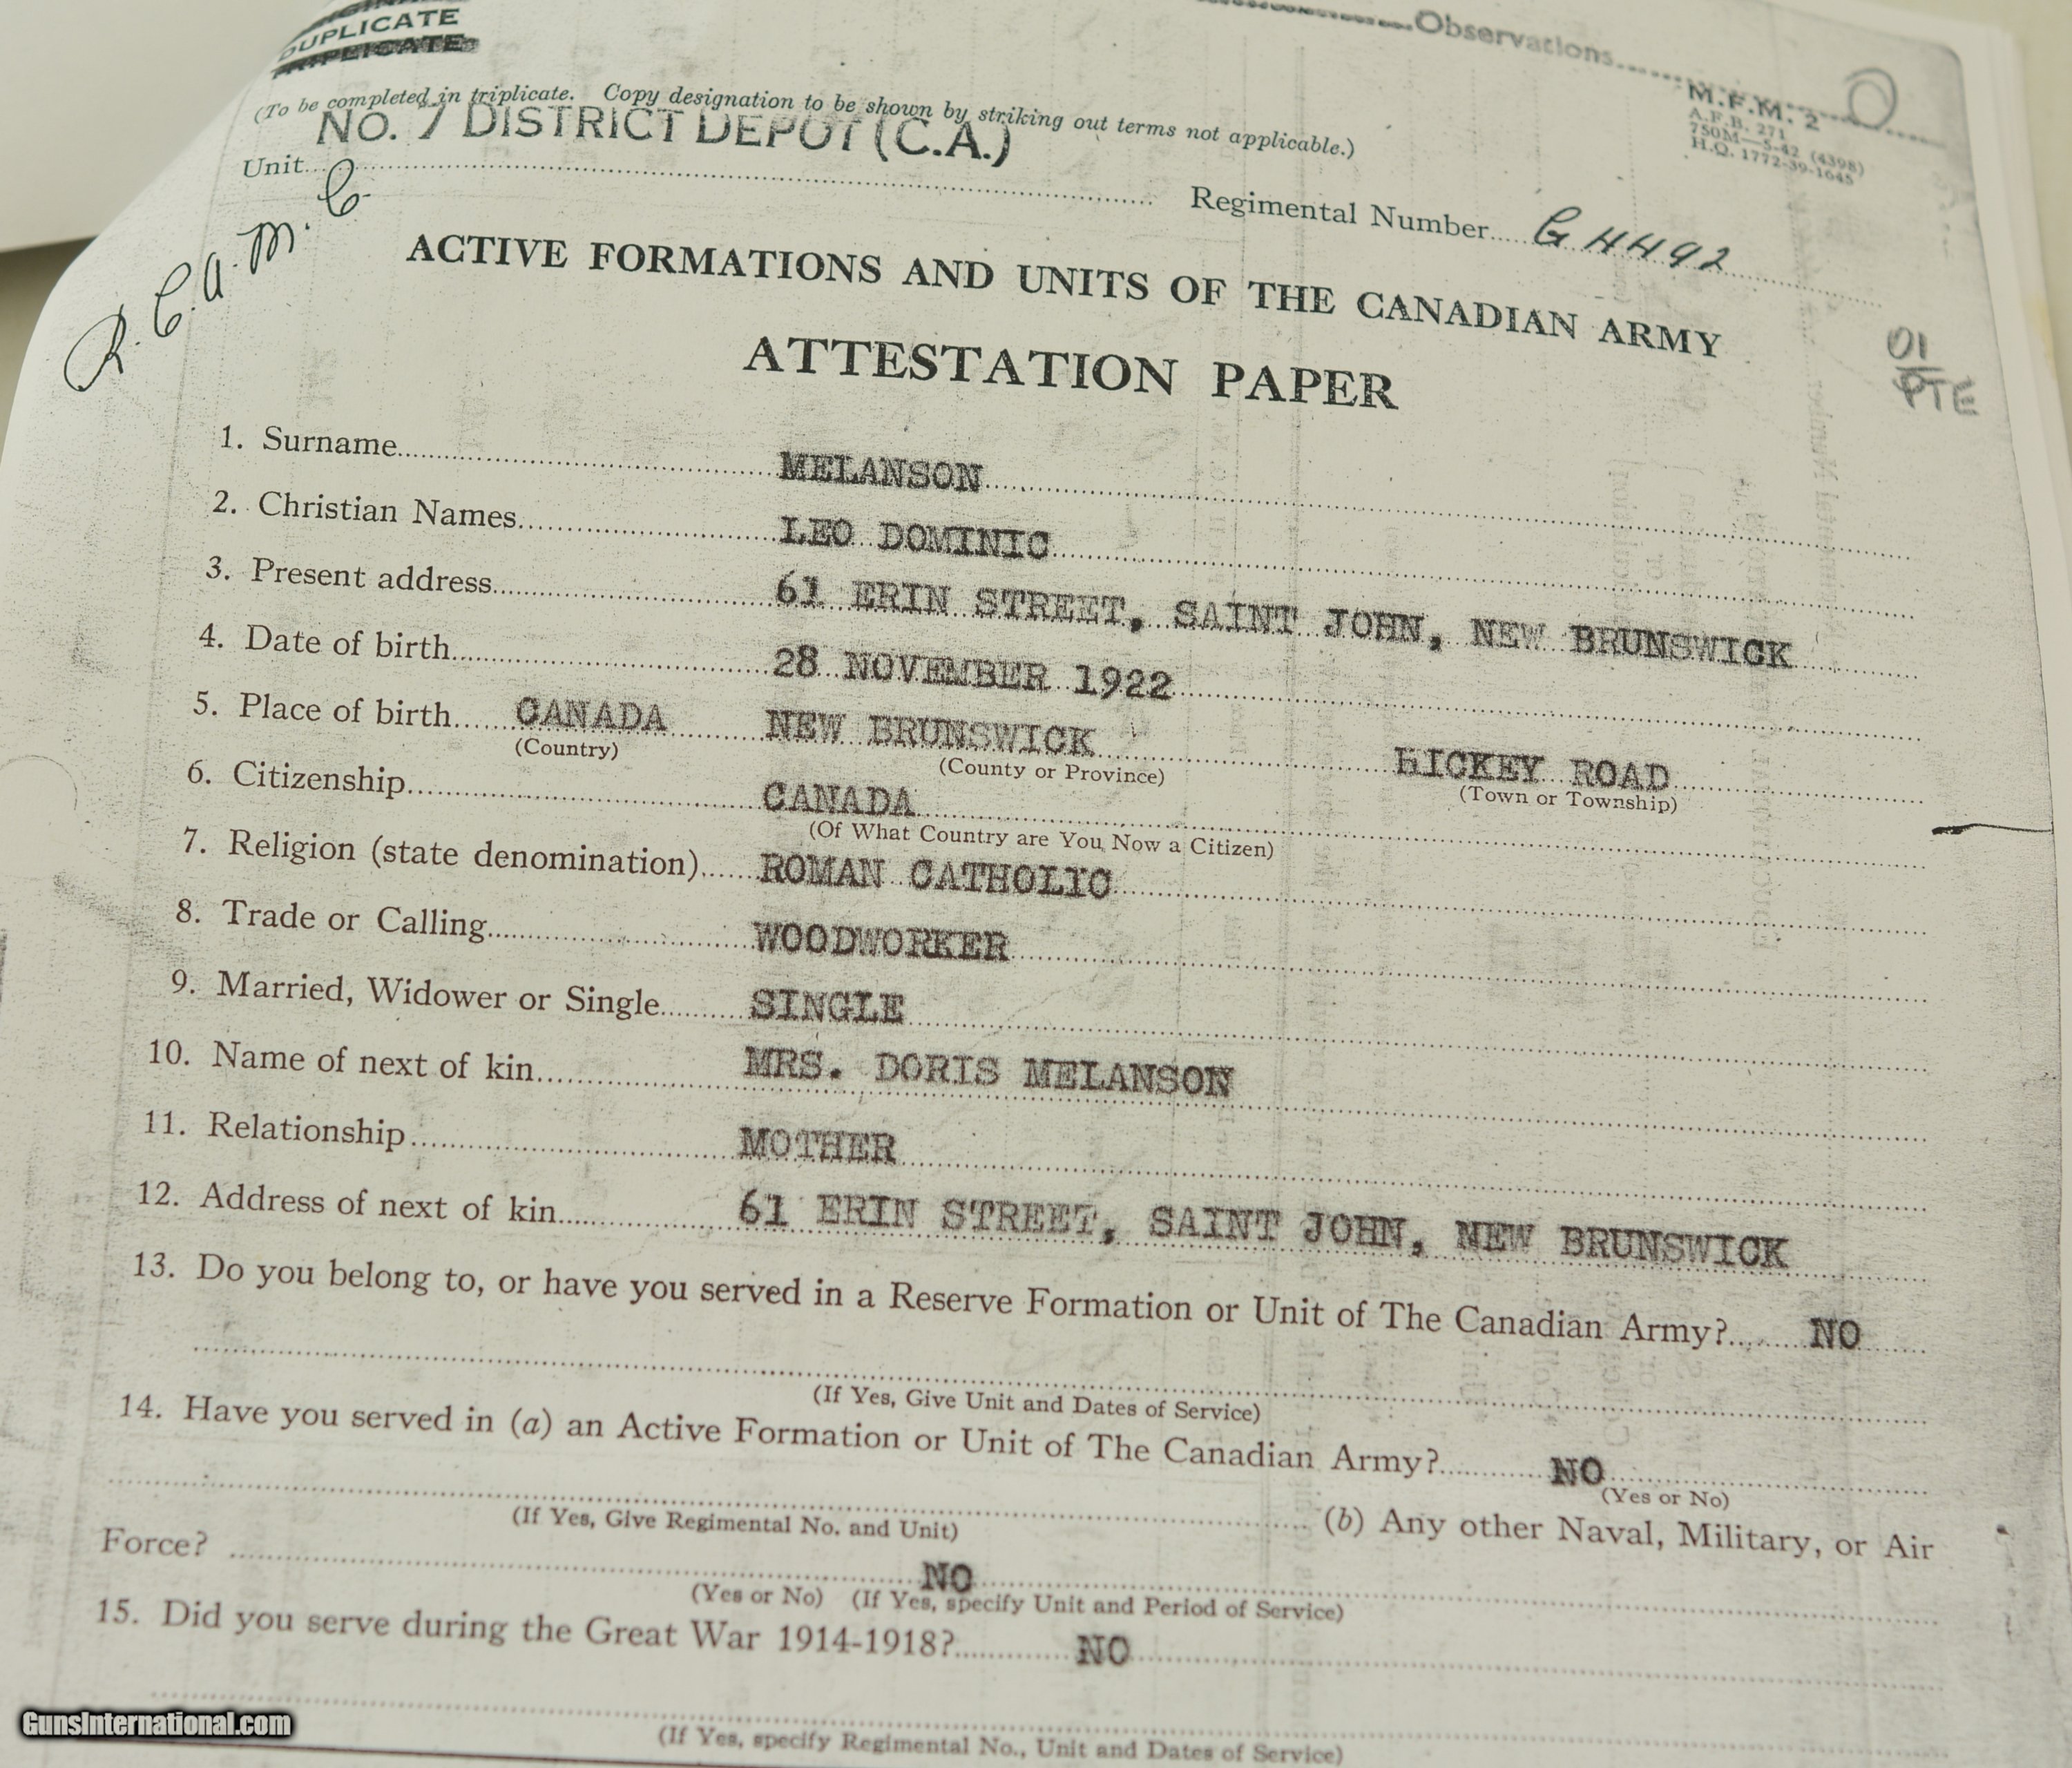 Observations
DUPLICATE
TRIPLICATE
M.F.M. 2
A.F.B. 271
750M—5-42 (4398)
H.Q. 1772-39-1645
(To be completed in triplicate. Copy designation to be shown by striking out terms not applicable.)
NO. 7 DISTRICT DEPOT (C.A.)
Unit
Regimental Number G 4492
R.C.A.M.C
ACTIVE FORMATIONS AND UNITS OF THE CANADIAN ARMY
01
PTE
ATTESTATION PAPER
1. Surname MELANSON
2. Christian Names LEO DOMINIC
3. Present address 61 ERIN STREET, SAINT JOHN, NEW BRUNSWICK
4. Date of birth 28 NOVEMBER 1922
5. Place of birth CANADA NEW BRUNSWICK HICKEY ROAD
(Country) (County or Province) (Town or Township)
6. Citizenship CANADA
(Of What Country are You Now a Citizen)
7. Religion (state denomination) ROMAN CATHOLIC
8. Trade or Calling WOODWORKER
9. Married, Widower or Single SINGLE
10. Name of next of kin MRS. DORIS MELANSON
11. Relationship MOTHER
12. Address of next of kin 61 ERIN STREET, SAINT JOHN, NEW BRUNSWICK
13. Do you belong to, or have you served in a Reserve Formation or Unit of The Canadian Army? NO
(If Yes, Give Unit and Dates of Service)
14. Have you served in (a) an Active Formation or Unit of The Canadian Army? NO
(Yes or No)
(b) Any other Naval, Military, or Air
(If Yes, Give Regimental No. and Unit)
Force? NO
(Yes or No) (If Yes, specify Unit and Period of Service)
15. Did you serve during the Great War 1914-1918? NO
(If Yes, specify Regimental No., Unit and Dates of Service)
GunsInternational.com